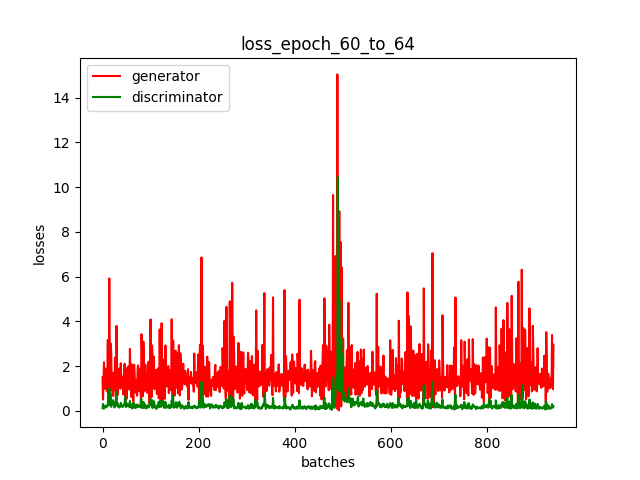 loss_epoch_60_to_64
generator
discriminator
14
12
10
8
6
4
2
0
losses
0 200 400 600 800
batches